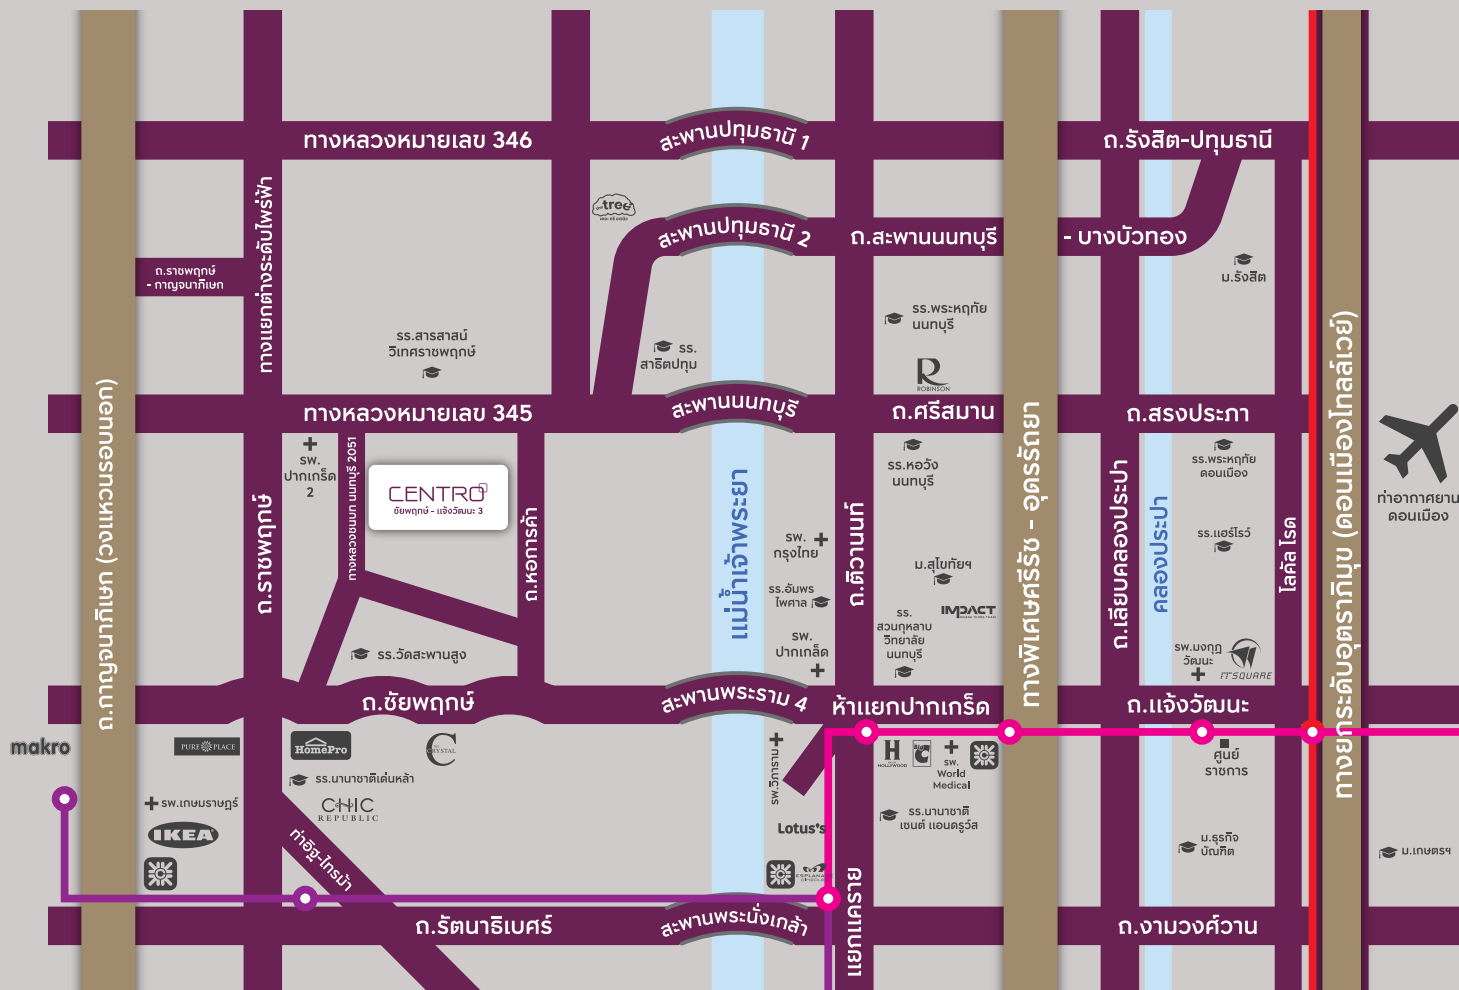 ทางหลวงหมายเลข 346
สะพานปทุมธานี 1
ถ.รังสิต-ปทุมธานี
ทางแยกต่างระดับไพร่ฟ้า
the tree
สะพานปทุมธานี 2
ถ.สะพานนนทบุรี
- บางบัวทอง
ถ.ราชพฤกษ์
- กาญจนาภิเษก
ม.รังสิต
รร.พระหฤทัย
นนทบุรี
รร.สารสาสน์
วิเทศราชพฤกษ์
รร.
สาธิตปทุม
ROBINSON
ทางหลวงหมายเลข 345
สะพานนนทบุรี
ถ.ศรีสมาน
ถ.สรงประภา
ถ.กาญจนาภิเษก (วงแหวนรอบนอก)
ถ.ราชพฤกษ์
รพ.
ปากเกร็ด
2
ทางหลวงชนบท นนทบุรี 2051
CENTRO
ชัยพฤกษ์ - แจ้งวัฒนะ 3
ถ.หอการค้า
แม่น้ำเจ้าพระยา
รพ.
กรุงไทย
รร.อัมพร
ไพศาล
รพ.
ปากเกล็ด
ถ.ติวานนท์
รร.หอวัง
นนทบุรี
ม.สุโขทัยฯ
รร.
สวนกุหลาบ
วิทยาลัย
นนทบุรี
IMPACT
ทางพิเศษศรีรัช - อุดรรัถยา
ถ.เลียบคลองประปา
คลองประปา
รร.พระหฤทัย
ดอนเมือง
รร.แฮร์โรว์
รพ.มงกุฎ
วัฒนะ
IT SQUARE
โลคัล โรด
ทางยกระดับอุตราภิมุข (ดอนเมืองโทลล์เวย์)
ท่าอากาศยาน
ดอนเมือง
รร.วัดสะพานสูง
ถ.ชัยพฤกษ์
สะพานพระราม 4
ห้าแยกปากเกร็ด
ถ.แจ้งวัฒนะ
makro
PURE PLACE
HomePro
CRYSTAL
รร.นานาชาติเด่นหล้า
รพ.เกษมราษฎร์
CHIC
REPUBLIC
IKEA
ท่าอิฐ-ไทรม้า
รพ.วิภาราม
Lotus's
ESPLANADE
H
HOLLYWOOD
Big C
รพ.
World
Medical
รร.นานาชาติ
เซนต์ แอนดรูว์ส
ศูนย์
ราชการ
ม.ธุรกิจ
บัณฑิต
ม.เกษตรฯ
แยกแคราย
ถ.รัตนาธิเบศร์
สะพานพระนั่งเกล้า
ถ.งามวงศ์วาน